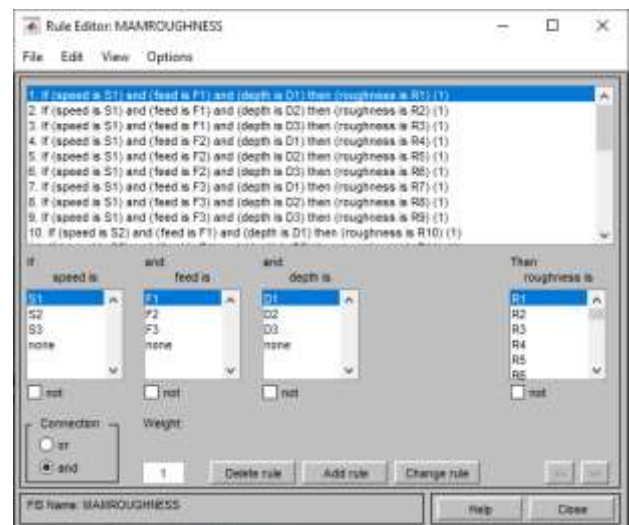 Rule Editor: MAMROUGHNESS
File Edit View Options
1. If (speed is S1) and (feed is F1) and (depth is D1) then (roughness is R1) (1)
2. If (speed is S1) and (feed is F1) and (depth is D2) then (roughness is R2) (1)
3. If (speed is S1) and (feed is F1) and (depth is D3) then (roughness is R3) (1)
4. If (speed is S1) and (feed is F2) and (depth is D1) then (roughness is R4) (1)
5. If (speed is S1) and (feed is F2) and (depth is D2) then (roughness is R5) (1)
6. If (speed is S1) and (feed is F2) and (depth is D3) then (roughness is R6) (1)
7. If (speed is S1) and (feed is F3) and (depth is D1) then (roughness is R7) (1)
8. If (speed is S1) and (feed is F3) and (depth is D2) then (roughness is R8) (1)
9. If (speed is S1) and (feed is F3) and (depth is D3) then (roughness is R9) (1)
10. If (speed is S2) and (feed is F1) and (depth is D1) then (roughness is R10) (1)
If and and Then
speed is feed is depth is roughness is
S1 F1 D1 R1
S2 F2 D2 R2
S3 F3 D3 R3
none none none R4
R5
R6
not not not not
Connection Weight:
or
and 1 Delete rule Add rule Change rule << >>
FIS Name: MAMROUGHNESS Help Close